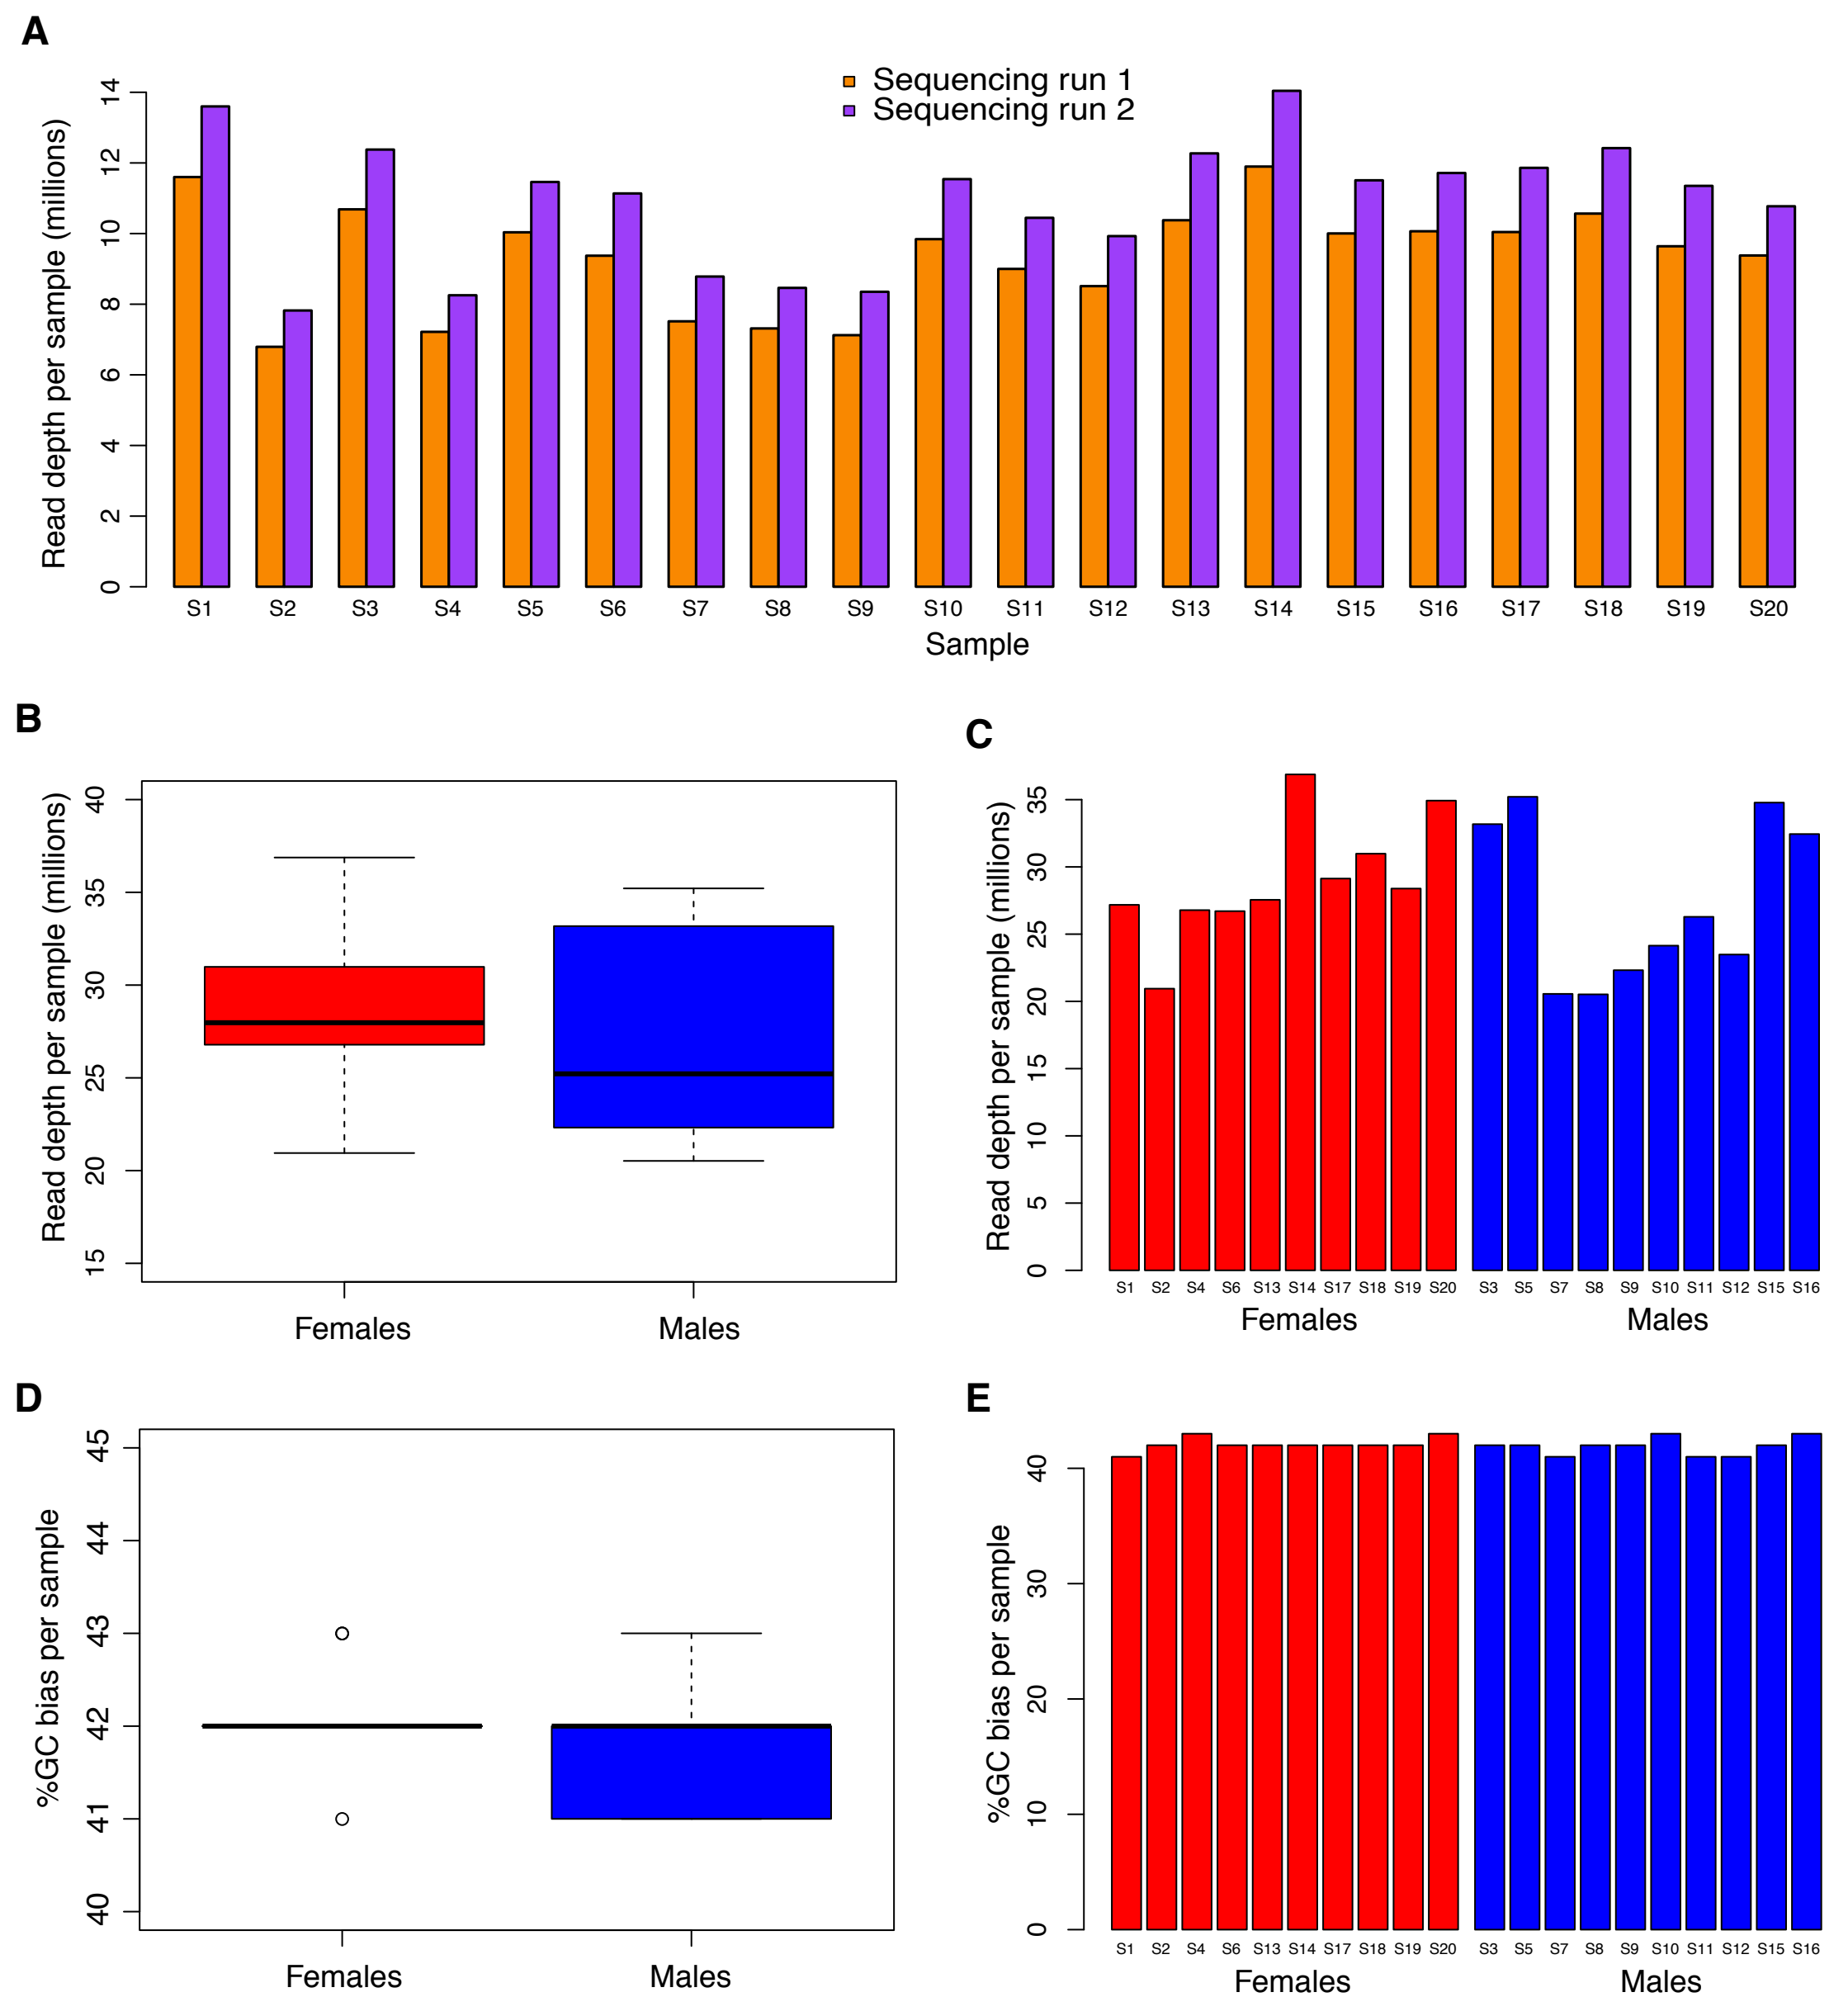 A
Sequencing run 1
Sequencing run 2
Read depth per sample (millions)
0 2 4 6 8 10 12 14
S1 S2 S3 S4 S5 S6 S7 S8 S9 S10 S11 S12 S13 S14 S15 S16 S17 S18 S19 S20
Sample
B
Read depth per sample (millions)
15 20 25 30 35 40
Females Males
C
Read depth per sample (millions)
0 5 10 15 20 25 30 35
S1 S2 S4 S6 S13 S14 S17 S18 S19 S20 S3 S5 S7 S8 S9 S10 S11 S12 S15 S16
Females Males
D
%GC bias per sample
40 41 42 43 44 45
Females Males
E
%GC bias per sample
0 10 20 30 40
S1 S2 S4 S6 S13 S14 S17 S18 S19 S20 S3 S5 S7 S8 S9 S10 S11 S12 S15 S16
Females Males